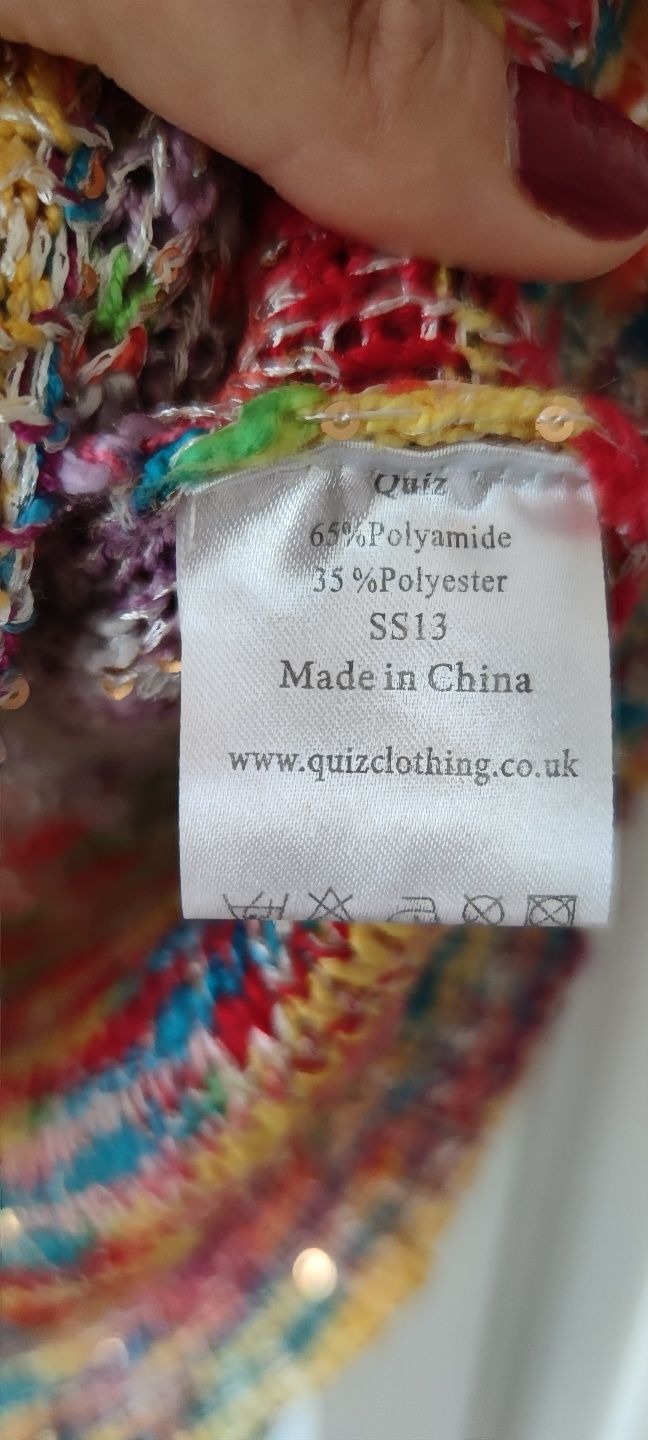 Quiz
65%Polyamide
35%Polyester
SS13
Made in China
www.quizclothing.co.uk